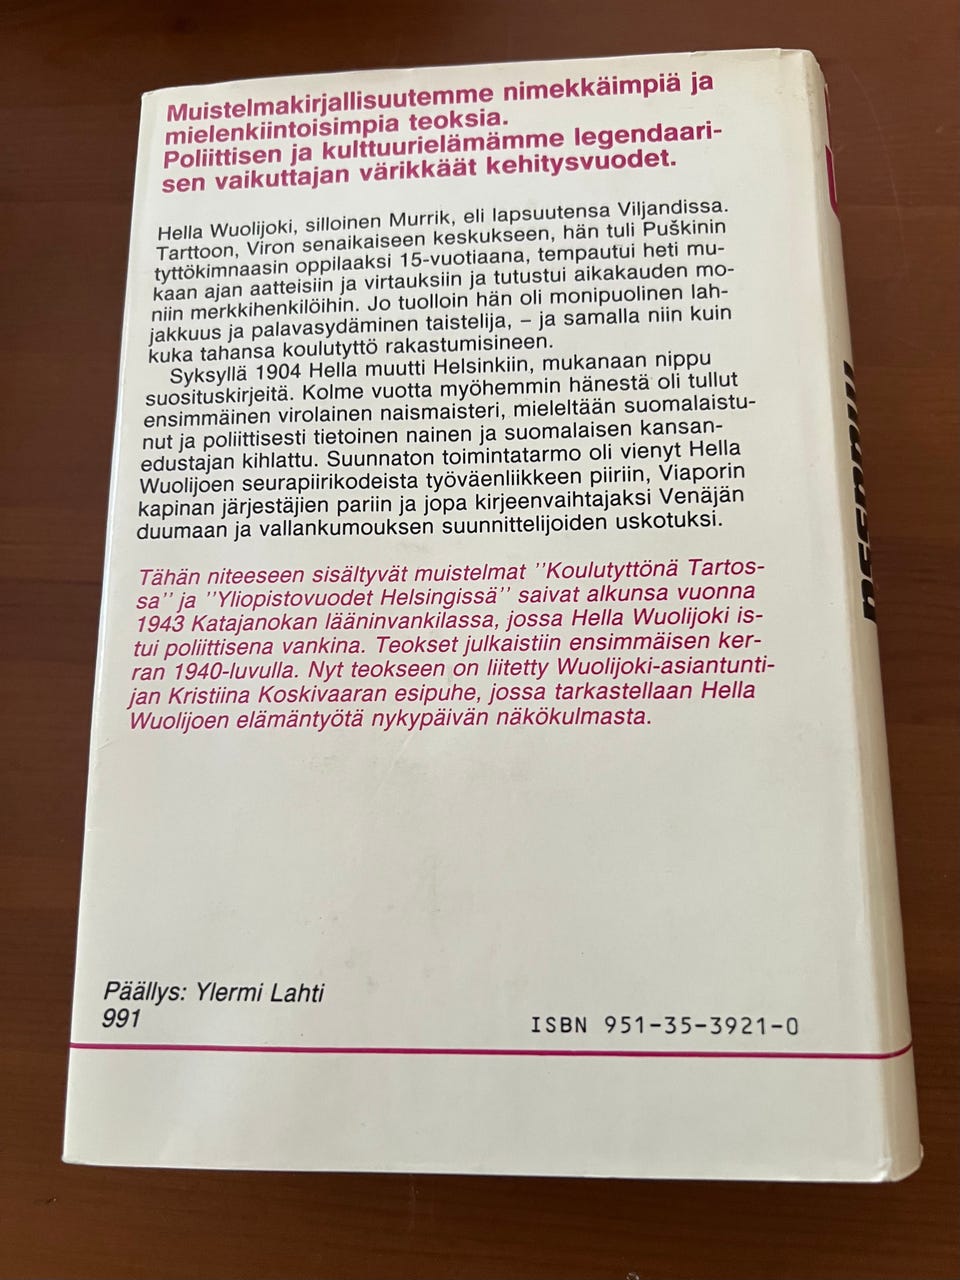 Muistelmakirjallisuutemme nimekkäimpiä ja
mielenkiintoisimpia teoksia.
Poliittisen ja kulttuurielämämme legendaari-
sen vaikuttajan värikkäät kehitysvuodet.
Hella Wuolijoki, silloinen Murrik, eli lapsuutensa Viljandissa.
Tarttoon, Viron senaikaiseen keskukseen, hän tuli Puškinin
tyttökimnaasin oppilaaksi 15-vuotiaana, tempautui heti mu-
kaan ajan aatteisiin ja virtauksiin ja tutustui aikakauden mo-
niin merkkihenkilöihin. Jo tuolloin hän oli monipuolinen lah-
jakkuus ja palavasydäminen taistelija, – ja samalla niin kuin
kuka tahansa koulutyttö rakastumisineen.
Syksyllä 1904 Hella muutti Helsinkiin, mukanaan nippu
suosituskirjeitä. Kolme vuotta myöhemmin hänestä oli tullut
ensimmäinen virolainen naismaisteri, mieleltään suomalaistu-
nut ja poliittisesti tietoinen nainen ja suomalaisen kansan-
edustajan kihlattu. Suunnaton toimintatarmo oli vienyt Hella
Wuolijoen seurapiirikodeista työväenliikkeen piiriin, Viaporin
kapinan järjestäjien pariin ja jopa kirjeenvaihtajaksi Venäjän
duumaan ja vallankumouksen suunnittelijoiden uskotuksi.
Tähän niteeseen sisältyvät muistelmat ''Koulutyttönä Tartos-
sa'' ja ''Yliopistovuodet Helsingissä'' saivat alkunsa vuonna
1943 Katajanokan lääninvankilassa, jossa Hella Wuolijoki is-
tui poliittisena vankina. Teokset julkaistiin ensimmäisen ker-
ran 1940-luvulla. Nyt teokseen on liitetty Wuolijoki-asiantunti-
jan Kristiina Koskivaaran esipuhe, jossa tarkastellaan Hella
Wuolijoen elämäntyötä nykypäivän näkökulmasta.
Päällys: Ylermi Lahti
991
ISBN 951-35-3921-0